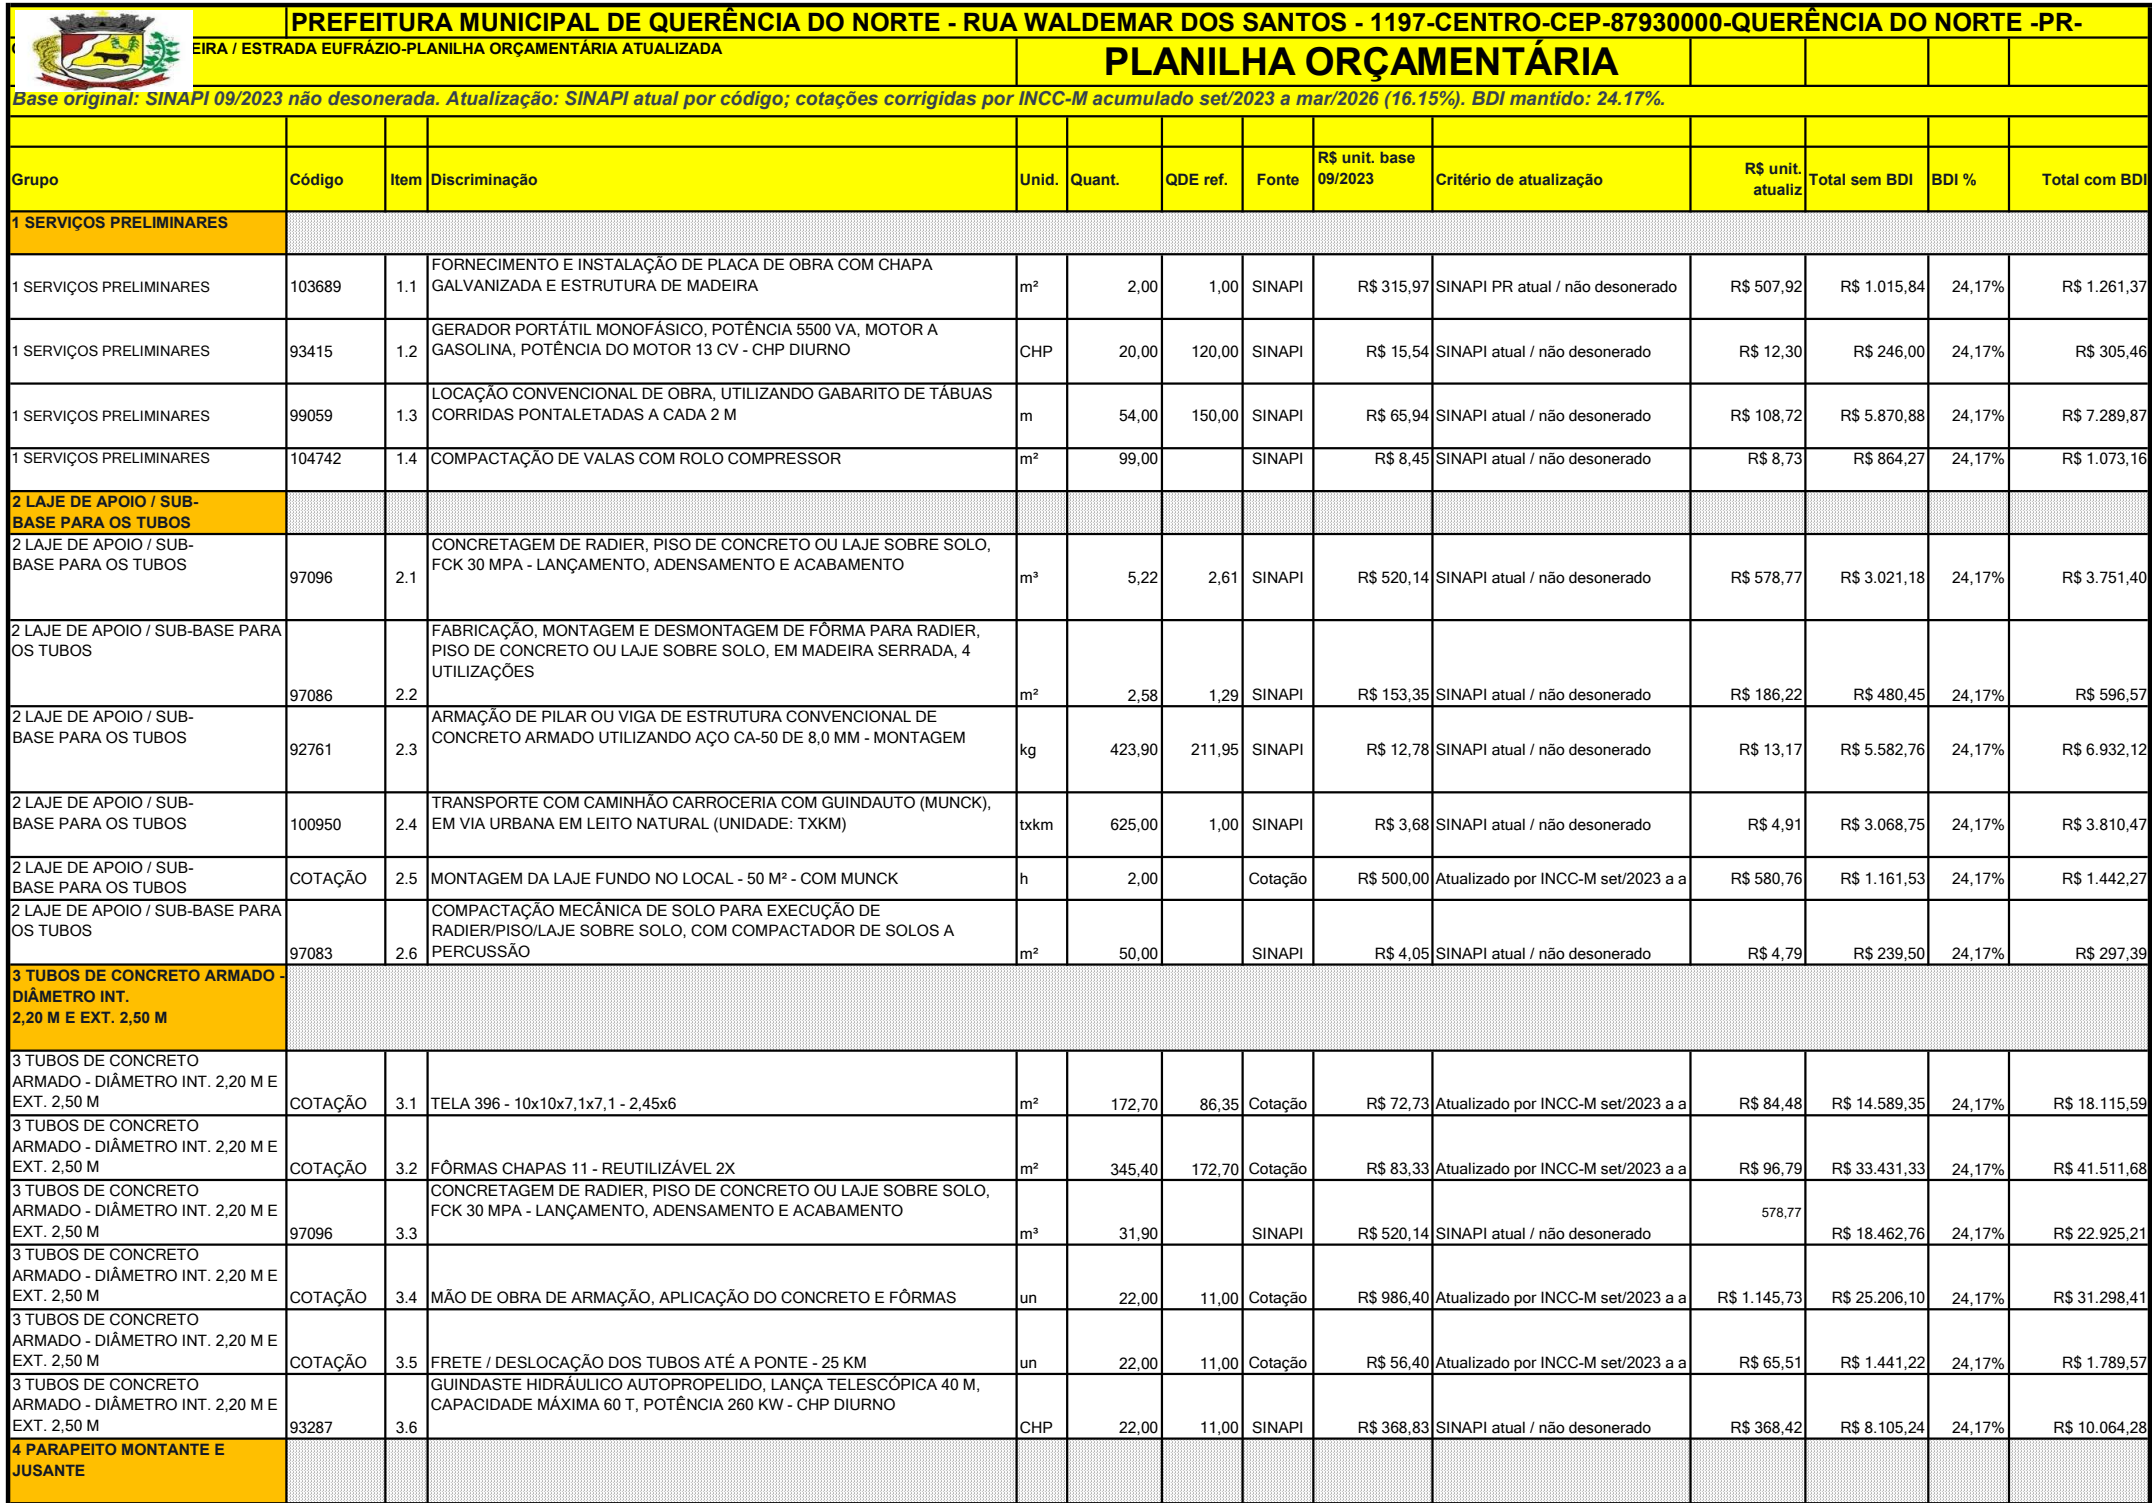 PREFEITURA MUNICIPAL DE QUERÊNCIA DO NORTE - RUA WALDEMAR DOS SANTOS - 1197-CENTRO-CEP-87930000-QUERÊNCIA DO NORTE -PR-
EIRA / ESTRADA EUFRÁZIO-PLANILHA ORÇAMENTÁRIA ATUALIZADA
PLANILHA ORÇAMENTÁRIA
Base original: SINAPI 09/2023 não desonerada. Atualização: SINAPI atual por código; cotações corrigidas por INCC-M acumulado set/2023 a mar/2026 (16.15%). BDI mantido: 24.17%.
Grupo Código Item Discriminação Unid. Quant. QDE ref. Fonte R$ unit. base 09/2023 Critério de atualização R$ unit. atualiz Total sem BDI BDI % Total com BDI
1 SERVIÇOS PRELIMINARES
1 SERVIÇOS PRELIMINARES 103689 1.1 FORNECIMENTO E INSTALAÇÃO DE PLACA DE OBRA COM CHAPA
GALVANIZADA E ESTRUTURA DE MADEIRA m² 2,00 1,00 SINAPI R$ 315,97 SINAPI PR atual / não desonerado R$ 507,92 R$ 1.015,84 24,17% R$ 1.261,37
1 SERVIÇOS PRELIMINARES 93415 1.2 GERADOR PORTÁTIL MONOFÁSICO, POTÊNCIA 5500 VA, MOTOR A
GASOLINA, POTÊNCIA DO MOTOR 13 CV - CHP DIURNO CHP 20,00 120,00 SINAPI R$ 15,54 SINAPI atual / não desonerado R$ 12,30 R$ 246,00 24,17% R$ 305,46
1 SERVIÇOS PRELIMINARES 99059 1.3 LOCAÇÃO CONVENCIONAL DE OBRA, UTILIZANDO GABARITO DE TÁBUAS
CORRIDAS PONTALETADAS A CADA 2 M m 54,00 150,00 SINAPI R$ 65,94 SINAPI atual / não desonerado R$ 108,72 R$ 5.870,88 24,17% R$ 7.289,87
1 SERVIÇOS PRELIMINARES 104742 1.4 COMPACTAÇÃO DE VALAS COM ROLO COMPRESSOR m² 99,00 SINAPI R$ 8,45 SINAPI atual / não desonerado R$ 8,73 R$ 864,27 24,17% R$ 1.073,16
2 LAJE DE APOIO / SUB-
BASE PARA OS TUBOS
2 LAJE DE APOIO / SUB-
BASE PARA OS TUBOS 97096 2.1 CONCRETAGEM DE RADIER, PISO DE CONCRETO OU LAJE SOBRE SOLO,
FCK 30 MPA - LANÇAMENTO, ADENSAMENTO E ACABAMENTO m³ 5,22 2,61 SINAPI R$ 520,14 SINAPI atual / não desonerado R$ 578,77 R$ 3.021,18 24,17% R$ 3.751,40
2 LAJE DE APOIO / SUB-BASE PARA
OS TUBOS 97086 2.2 FABRICAÇÃO, MONTAGEM E DESMONTAGEM DE FÔRMA PARA RADIER,
PISO DE CONCRETO OU LAJE SOBRE SOLO, EM MADEIRA SERRADA, 4
UTILIZAÇÕES m² 2,58 1,29 SINAPI R$ 153,35 SINAPI atual / não desonerado R$ 186,22 R$ 480,45 24,17% R$ 596,57
2 LAJE DE APOIO / SUB-
BASE PARA OS TUBOS 92761 2.3 ARMAÇÃO DE PILAR OU VIGA DE ESTRUTURA CONVENCIONAL DE
CONCRETO ARMADO UTILIZANDO AÇO CA-50 DE 8,0 MM - MONTAGEM kg 423,90 211,95 SINAPI R$ 12,78 SINAPI atual / não desonerado R$ 13,17 R$ 5.582,76 24,17% R$ 6.932,12
2 LAJE DE APOIO / SUB-
BASE PARA OS TUBOS 100950 2.4 TRANSPORTE COM CAMINHÃO CARROCERIA COM GUINDAUTO (MUNCK),
EM VIA URBANA EM LEITO NATURAL (UNIDADE: TXKM) txkm 625,00 1,00 SINAPI R$ 3,68 SINAPI atual / não desonerado R$ 4,91 R$ 3.068,75 24,17% R$ 3.810,47
2 LAJE DE APOIO / SUB-
BASE PARA OS TUBOS COTAÇÃO 2.5 MONTAGEM DA LAJE FUNDO NO LOCAL - 50 M² - COM MUNCK h 2,00 Cotação R$ 500,00 Atualizado por INCC-M set/2023 a a R$ 580,76 R$ 1.161,53 24,17% R$ 1.442,27
2 LAJE DE APOIO / SUB-BASE PARA
OS TUBOS 97083 2.6 COMPACTAÇÃO MECÂNICA DE SOLO PARA EXECUÇÃO DE
RADIER/PISO/LAJE SOBRE SOLO, COM COMPACTADOR DE SOLOS A
PERCUSSÃO m² 50,00 SINAPI R$ 4,05 SINAPI atual / não desonerado R$ 4,79 R$ 239,50 24,17% R$ 297,39
3 TUBOS DE CONCRETO ARMADO -
DIÂMETRO INT.
2,20 M E EXT. 2,50 M
3 TUBOS DE CONCRETO
ARMADO - DIÂMETRO INT. 2,20 M E
EXT. 2,50 M COTAÇÃO 3.1 TELA 396 - 10x10x7,1x7,1 - 2,45x6 m² 172,70 86,35 Cotação R$ 72,73 Atualizado por INCC-M set/2023 a a R$ 84,48 R$ 14.589,35 24,17% R$ 18.115,59
3 TUBOS DE CONCRETO
ARMADO - DIÂMETRO INT. 2,20 M E
EXT. 2,50 M COTAÇÃO 3.2 FÔRMAS CHAPAS 11 - REUTILIZÁVEL 2X m² 345,40 172,70 Cotação R$ 83,33 Atualizado por INCC-M set/2023 a a R$ 96,79 R$ 33.431,33 24,17% R$ 41.511,68
3 TUBOS DE CONCRETO
ARMADO - DIÂMETRO INT. 2,20 M E
EXT. 2,50 M 97096 3.3 CONCRETAGEM DE RADIER, PISO DE CONCRETO OU LAJE SOBRE SOLO,
FCK 30 MPA - LANÇAMENTO, ADENSAMENTO E ACABAMENTO m³ 31,90 SINAPI R$ 520,14 SINAPI atual / não desonerado 578,77 R$ 18.462,76 24,17% R$ 22.925,21
3 TUBOS DE CONCRETO
ARMADO - DIÂMETRO INT. 2,20 M E
EXT. 2,50 M COTAÇÃO 3.4 MÃO DE OBRA DE ARMAÇÃO, APLICAÇÃO DO CONCRETO E FÔRMAS un 22,00 11,00 Cotação R$ 986,40 Atualizado por INCC-M set/2023 a a R$ 1.145,73 R$ 25.206,10 24,17% R$ 31.298,41
3 TUBOS DE CONCRETO
ARMADO - DIÂMETRO INT. 2,20 M E
EXT. 2,50 M COTAÇÃO 3.5 FRETE / DESLOCAÇÃO DOS TUBOS ATÉ A PONTE - 25 KM un 22,00 11,00 Cotação R$ 56,40 Atualizado por INCC-M set/2023 a a R$ 65,51 R$ 1.441,22 24,17% R$ 1.789,57
3 TUBOS DE CONCRETO
ARMADO - DIÂMETRO INT. 2,20 M E
EXT. 2,50 M 93287 3.6 GUINDASTE HIDRÁULICO AUTOPROPELIDO, LANÇA TELESCÓPICA 40 M,
CAPACIDADE MÁXIMA 60 T, POTÊNCIA 260 KW - CHP DIURNO CHP 22,00 11,00 SINAPI R$ 368,83 SINAPI atual / não desonerado R$ 368,42 R$ 8.105,24 24,17% R$ 10.064,28
4 PARAPEITO MONTANTE E
JUSANTE